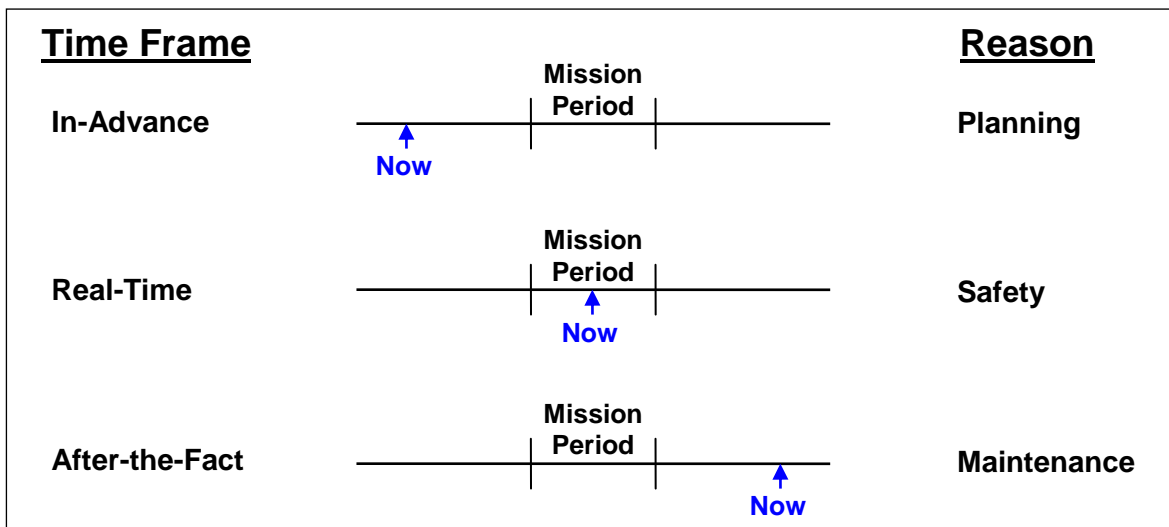 Time Frame
Reason
Mission
Period
In-Advance
Planning
Now
Mission
Period
Real-Time
Safety
Now
Mission
Period
After-the-Fact
Maintenance
Now